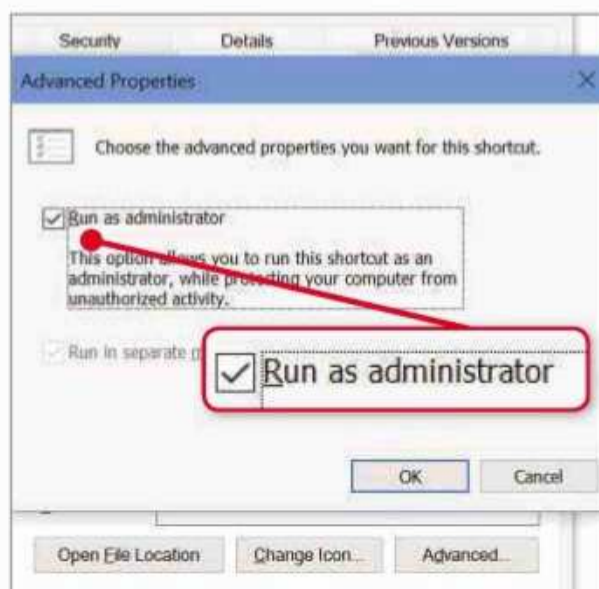 Security Details Previous Versions
Advanced Properties
Choose the advanced properties you want for this shortcut.
Run as administrator
This option allows you to run this shortcut as an
administrator, while protecting your computer from
unauthorized activity.
Run in separate
Run as administrator
OK Cancel
Open File Location Change Icon... Advanced...